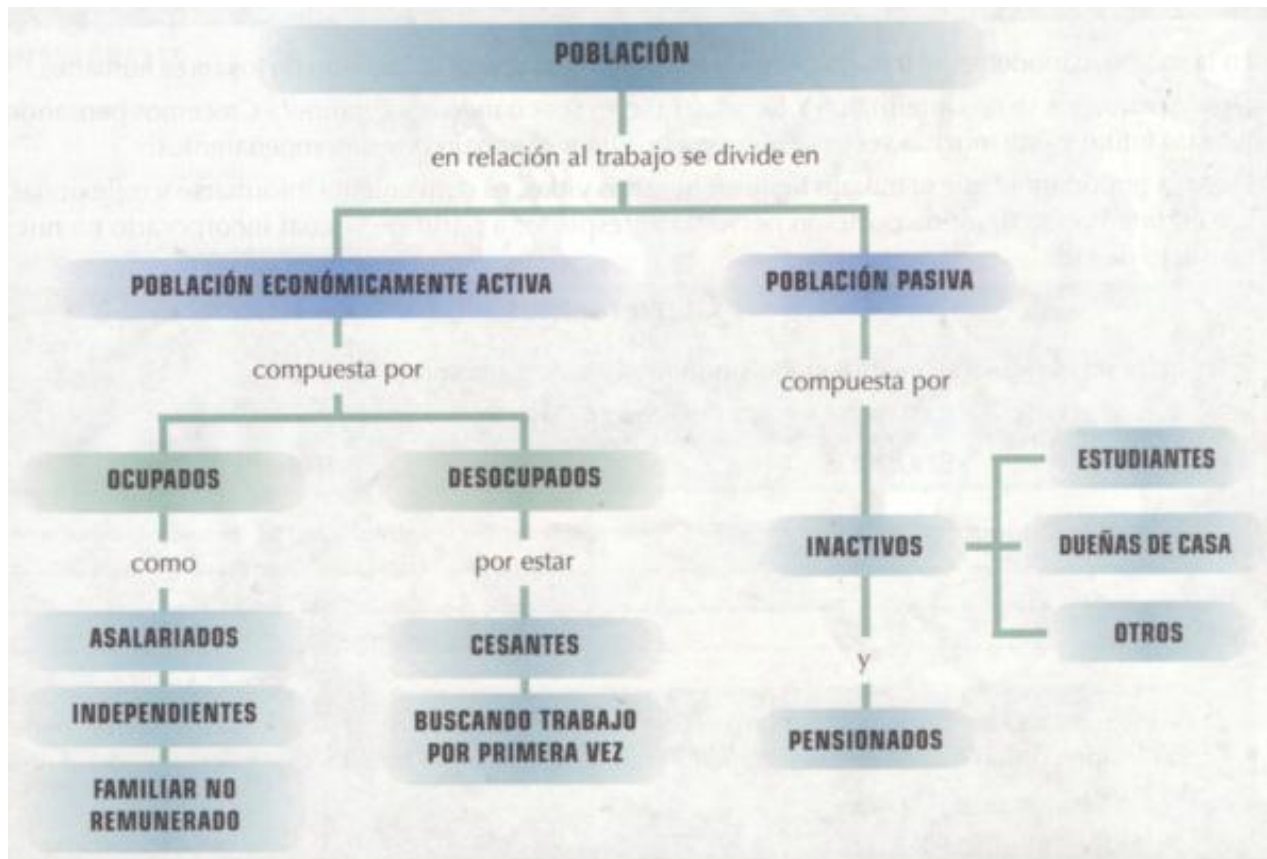 POBLACIÓN
en relación al trabajo se divide en
POBLACIÓN ECONÓMICAMENTE ACTIVA
POBLACIÓN PASIVA
compuesta por
compuesta por
OCUPADOS
DESOCUPADOS
ESTUDIANTES
INACTIVOS
DUEÑAS DE CASA
como
por estar
ASALARIADOS
CESANTES
OTROS
y
INDEPENDIENTES
BUSCANDO TRABAJO
POR PRIMERA VEZ
PENSIONADOS
FAMILIAR NO
REMUNERADO